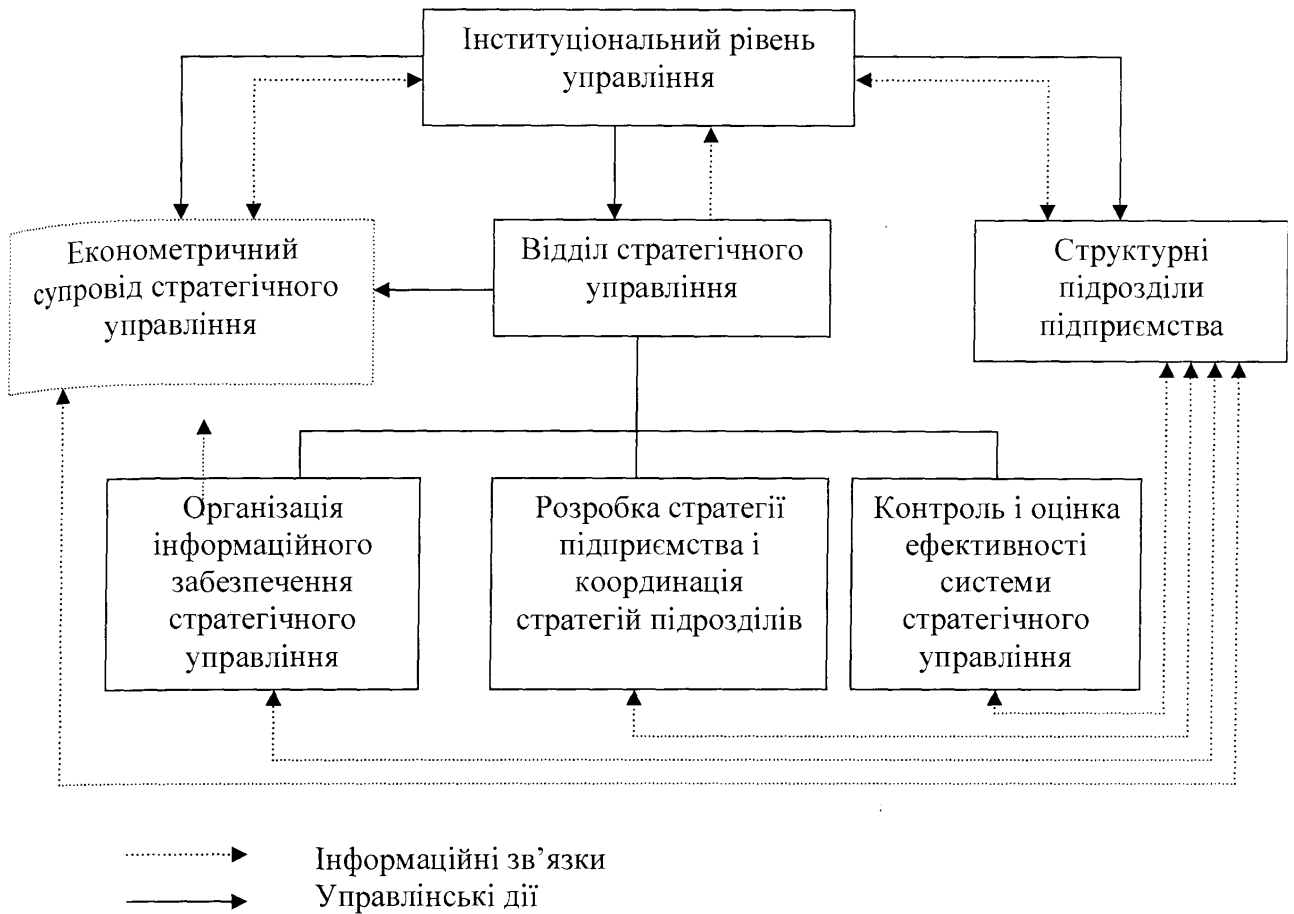 Інституціональний рівень
управління
Економетричний
супровід стратегічного
управління
Відділ стратегічного
управління
Структурні
підрозділи
підприємства
Організація
інформаційного
забезпечення
стратегічного
управління
Розробка стратегії
підприємства і
координація
стратегій підрозділів
Контроль і оцінка
ефективності
системи
стратегічного
управління
Інформаційні зв’язки
Управлінські дії